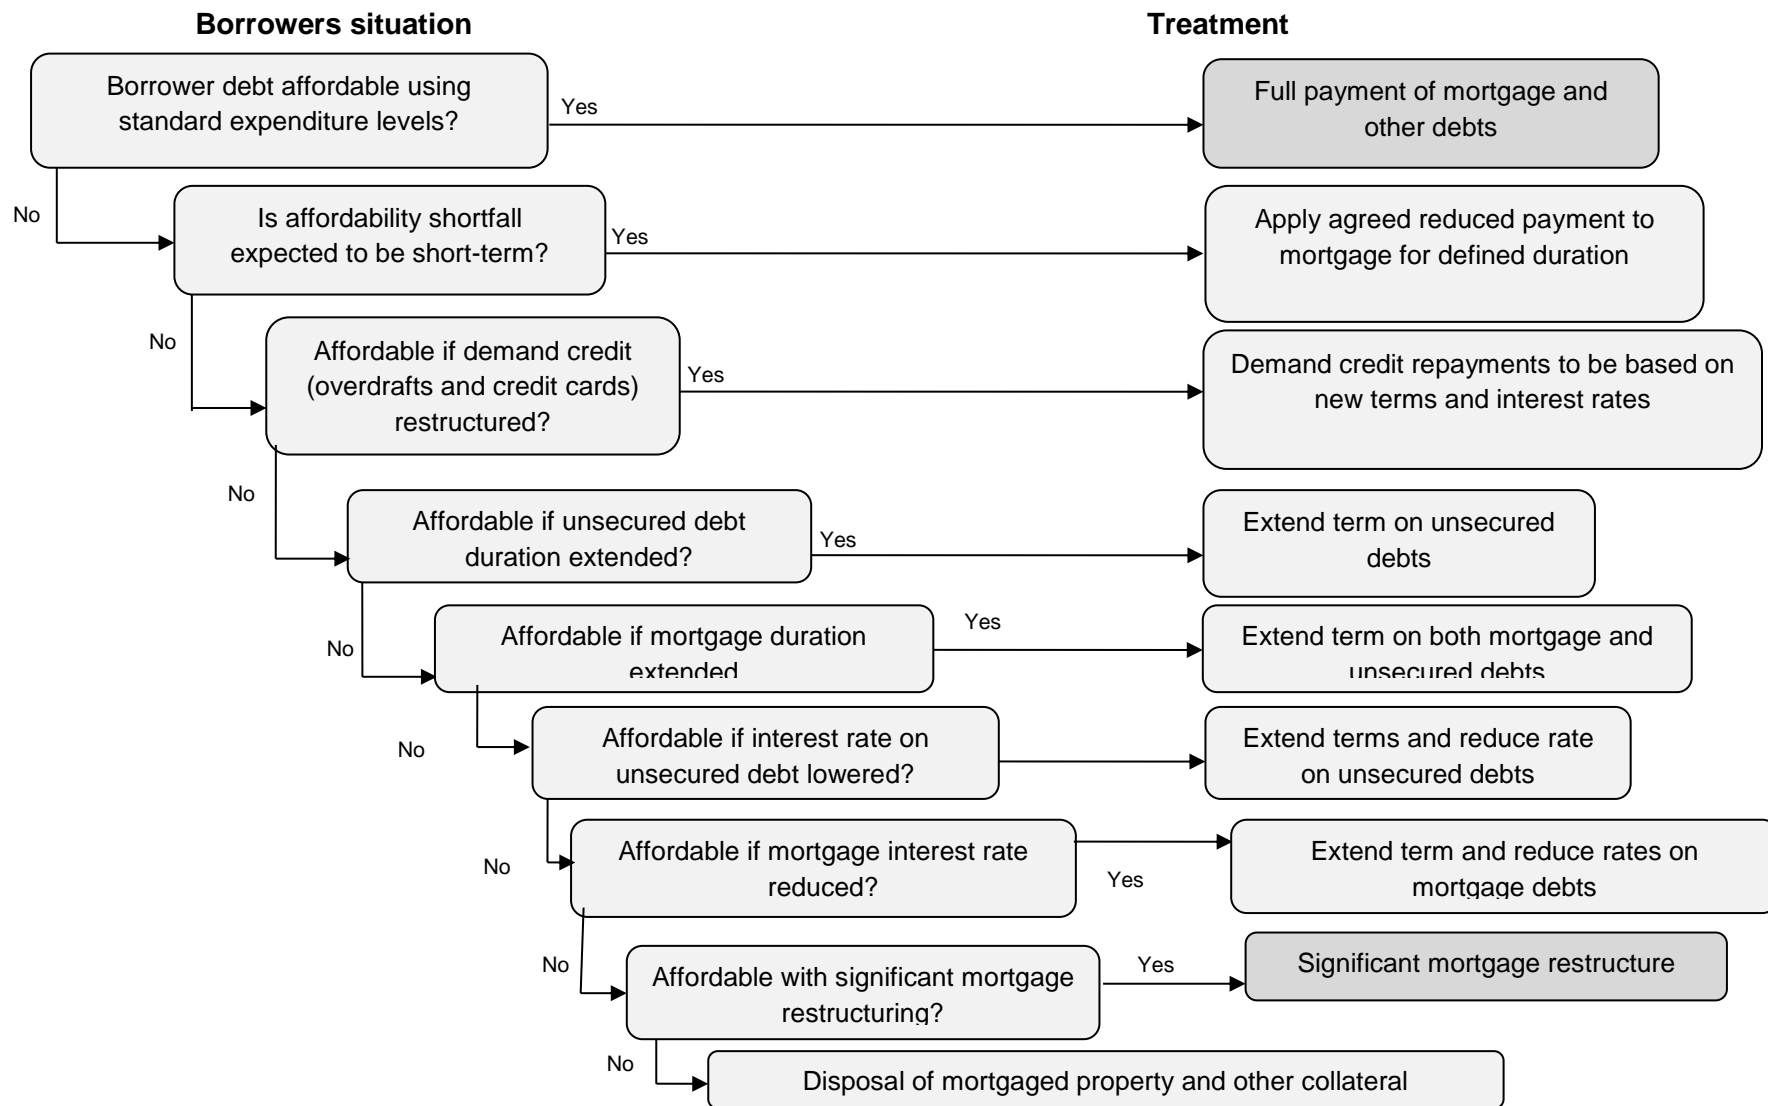 Borrowers situation
Treatment
Borrower debt affordable using
standard expenditure levels?
Yes
Full payment of mortgage and
other debts
No
Is affordability shortfall
expected to be short-term?
Yes
Apply agreed reduced payment to
mortgage for defined duration
No
Affordable if demand credit
(overdrafts and credit cards)
restructured?
Yes
Demand credit repayments to be based on
new terms and interest rates
No
Affordable if unsecured debt
duration extended?
Yes
Extend term on unsecured
debts
No
Affordable if mortgage duration
extended
Yes
Extend term on both mortgage and
unsecured debts
No
Affordable if interest rate on
unsecured debt lowered?
Extend terms and reduce rate
on unsecured debts
No
Affordable if mortgage interest rate
reduced?
Yes
Extend term and reduce rates on
mortgage debts
No
Affordable with significant mortgage
restructuring?
Yes
Significant mortgage restructure
No
Disposal of mortgaged property and other collateral